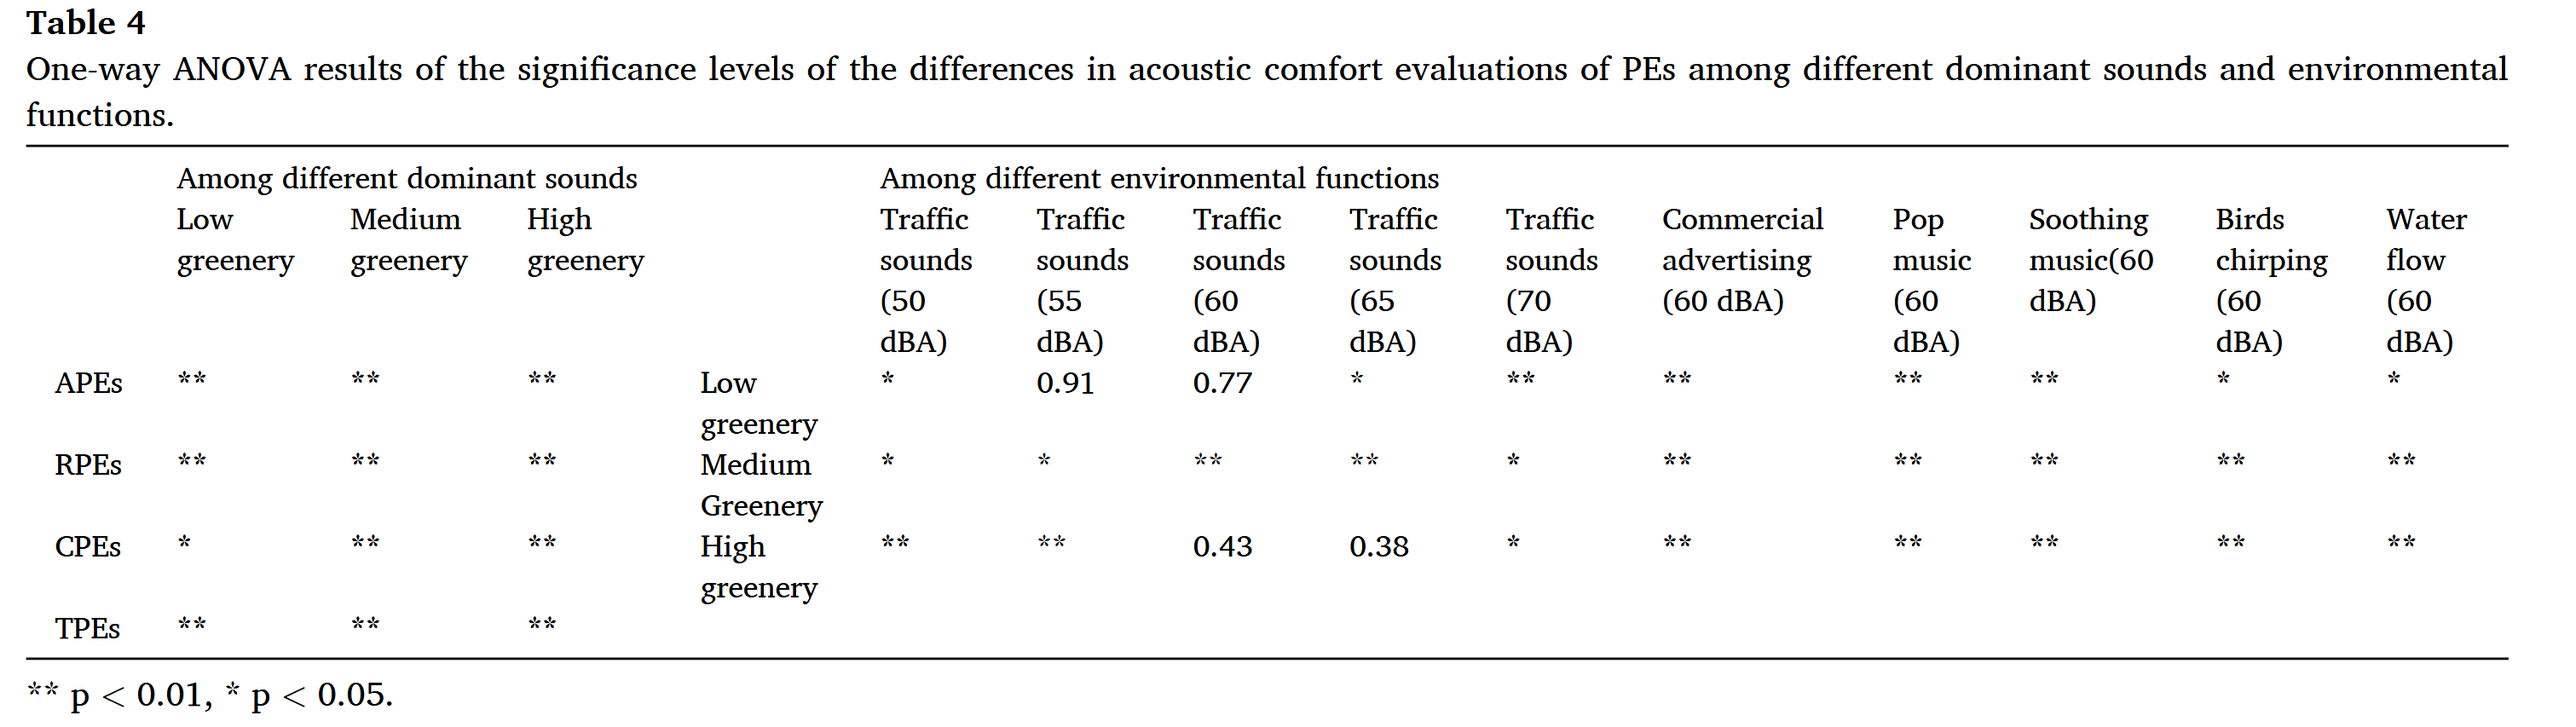 Table 4
One-way ANOVA results of the significance levels of the differences in acoustic comfort evaluations of PEs among different dominant sounds and environmental
functions.
Among different dominant sounds Among different environmental functions
Low Medium High Traffic Traffic Traffic Traffic Traffic Commercial Pop Soothing Birds Water
greenery greenery greenery sounds sounds sounds sounds sounds advertising music music(60 chirping flow
(50 (55 (60 (65 (70 (60 dBA) (60 dBA) (60 (60
dBA) dBA) dBA) dBA) dBA) dBA) dBA) dBA)
APEs ** ** ** Low * 0.91 0.77 * ** ** ** ** * *
greenery
RPEs ** ** ** Medium * * ** ** * ** ** ** ** **
Greenery
CPEs * ** ** High ** ** 0.43 0.38 * ** ** ** ** **
greenery
TPEs ** ** **
** p < 0.01, * p < 0.05.